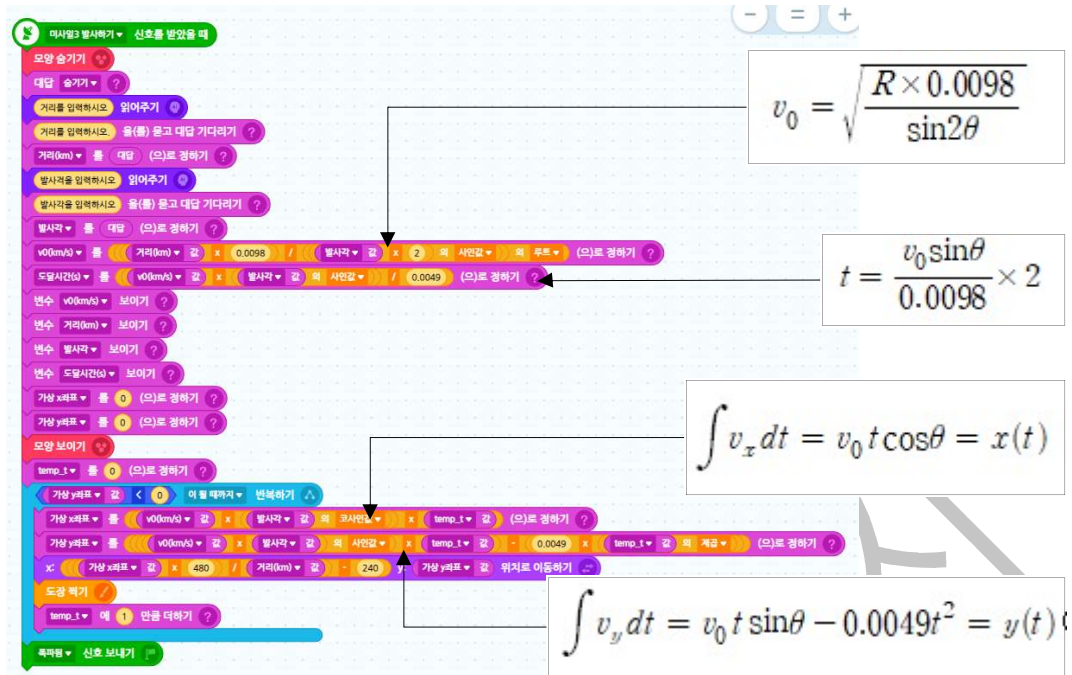 미사일3 발사하기 신호를 받았을 때
모양 숨기기
대답 숨기기 ?
거리를 입력하시오 읽어주기
거리를 입력하시오. 을(를) 묻고 대답 기다리기 ?
거리(km) 를 대답 (으)로 정하기 ?
발사각을 입력하시오 읽어주기
발사각을 입력하시오 을(를) 묻고 대답 기다리기 ?
발사각 를 대답 (으)로 정하기 ?
v0(km/s) 를 거리(km) 값 x 0.0098 / 발사각 값 x 2 의 사인값 의 루트 (으)로 정하기 ?
도달시간(s) 를 v0(km/s) 값 x 발사각 값 의 사인값 / 0.0049 (으)로 정하기 ?
변수 v0(km/s) 보이기 ?
변수 거리(km) 보이기 ?
변수 발사각 보이기 ?
변수 도달시간(s) 보이기 ?
가상 x좌표 를 0 (으)로 정하기 ?
가상 y좌표 를 0 (으)로 정하기 ?
모양 보이기
temp_t 를 0 (으)로 정하기 ?
가상 y좌표 값 < 0 이 될 때까지 반복하기
가상 x좌표 를 v0(km/s) 값 x 발사각 값 의 코사인값 x temp_t 값 (으)로 정하기 ?
가상 y좌표 를 v0(km/s) 값 x 발사각 값 의 사인값 x temp_t 값 - 0.0049 x temp_t 값 의 제곱 (으)로 정하기 ?
x: 가상 x좌표 값 x 480 / 거리(km) 값 - 240 y: 가상 y좌표 값 위치로 이동하기
도장 찍기
temp_t 에 1 만큼 더하기 ?
폭파됨 신호 보내기
- = +
v₀ = √(R×0.0098 / sin2θ)
t = v₀sinθ / 0.0098 × 2
∫vₓdt = v₀tcosθ = x(t)
∫v_y dt = v₀t sinθ − 0.0049t² = y(t)